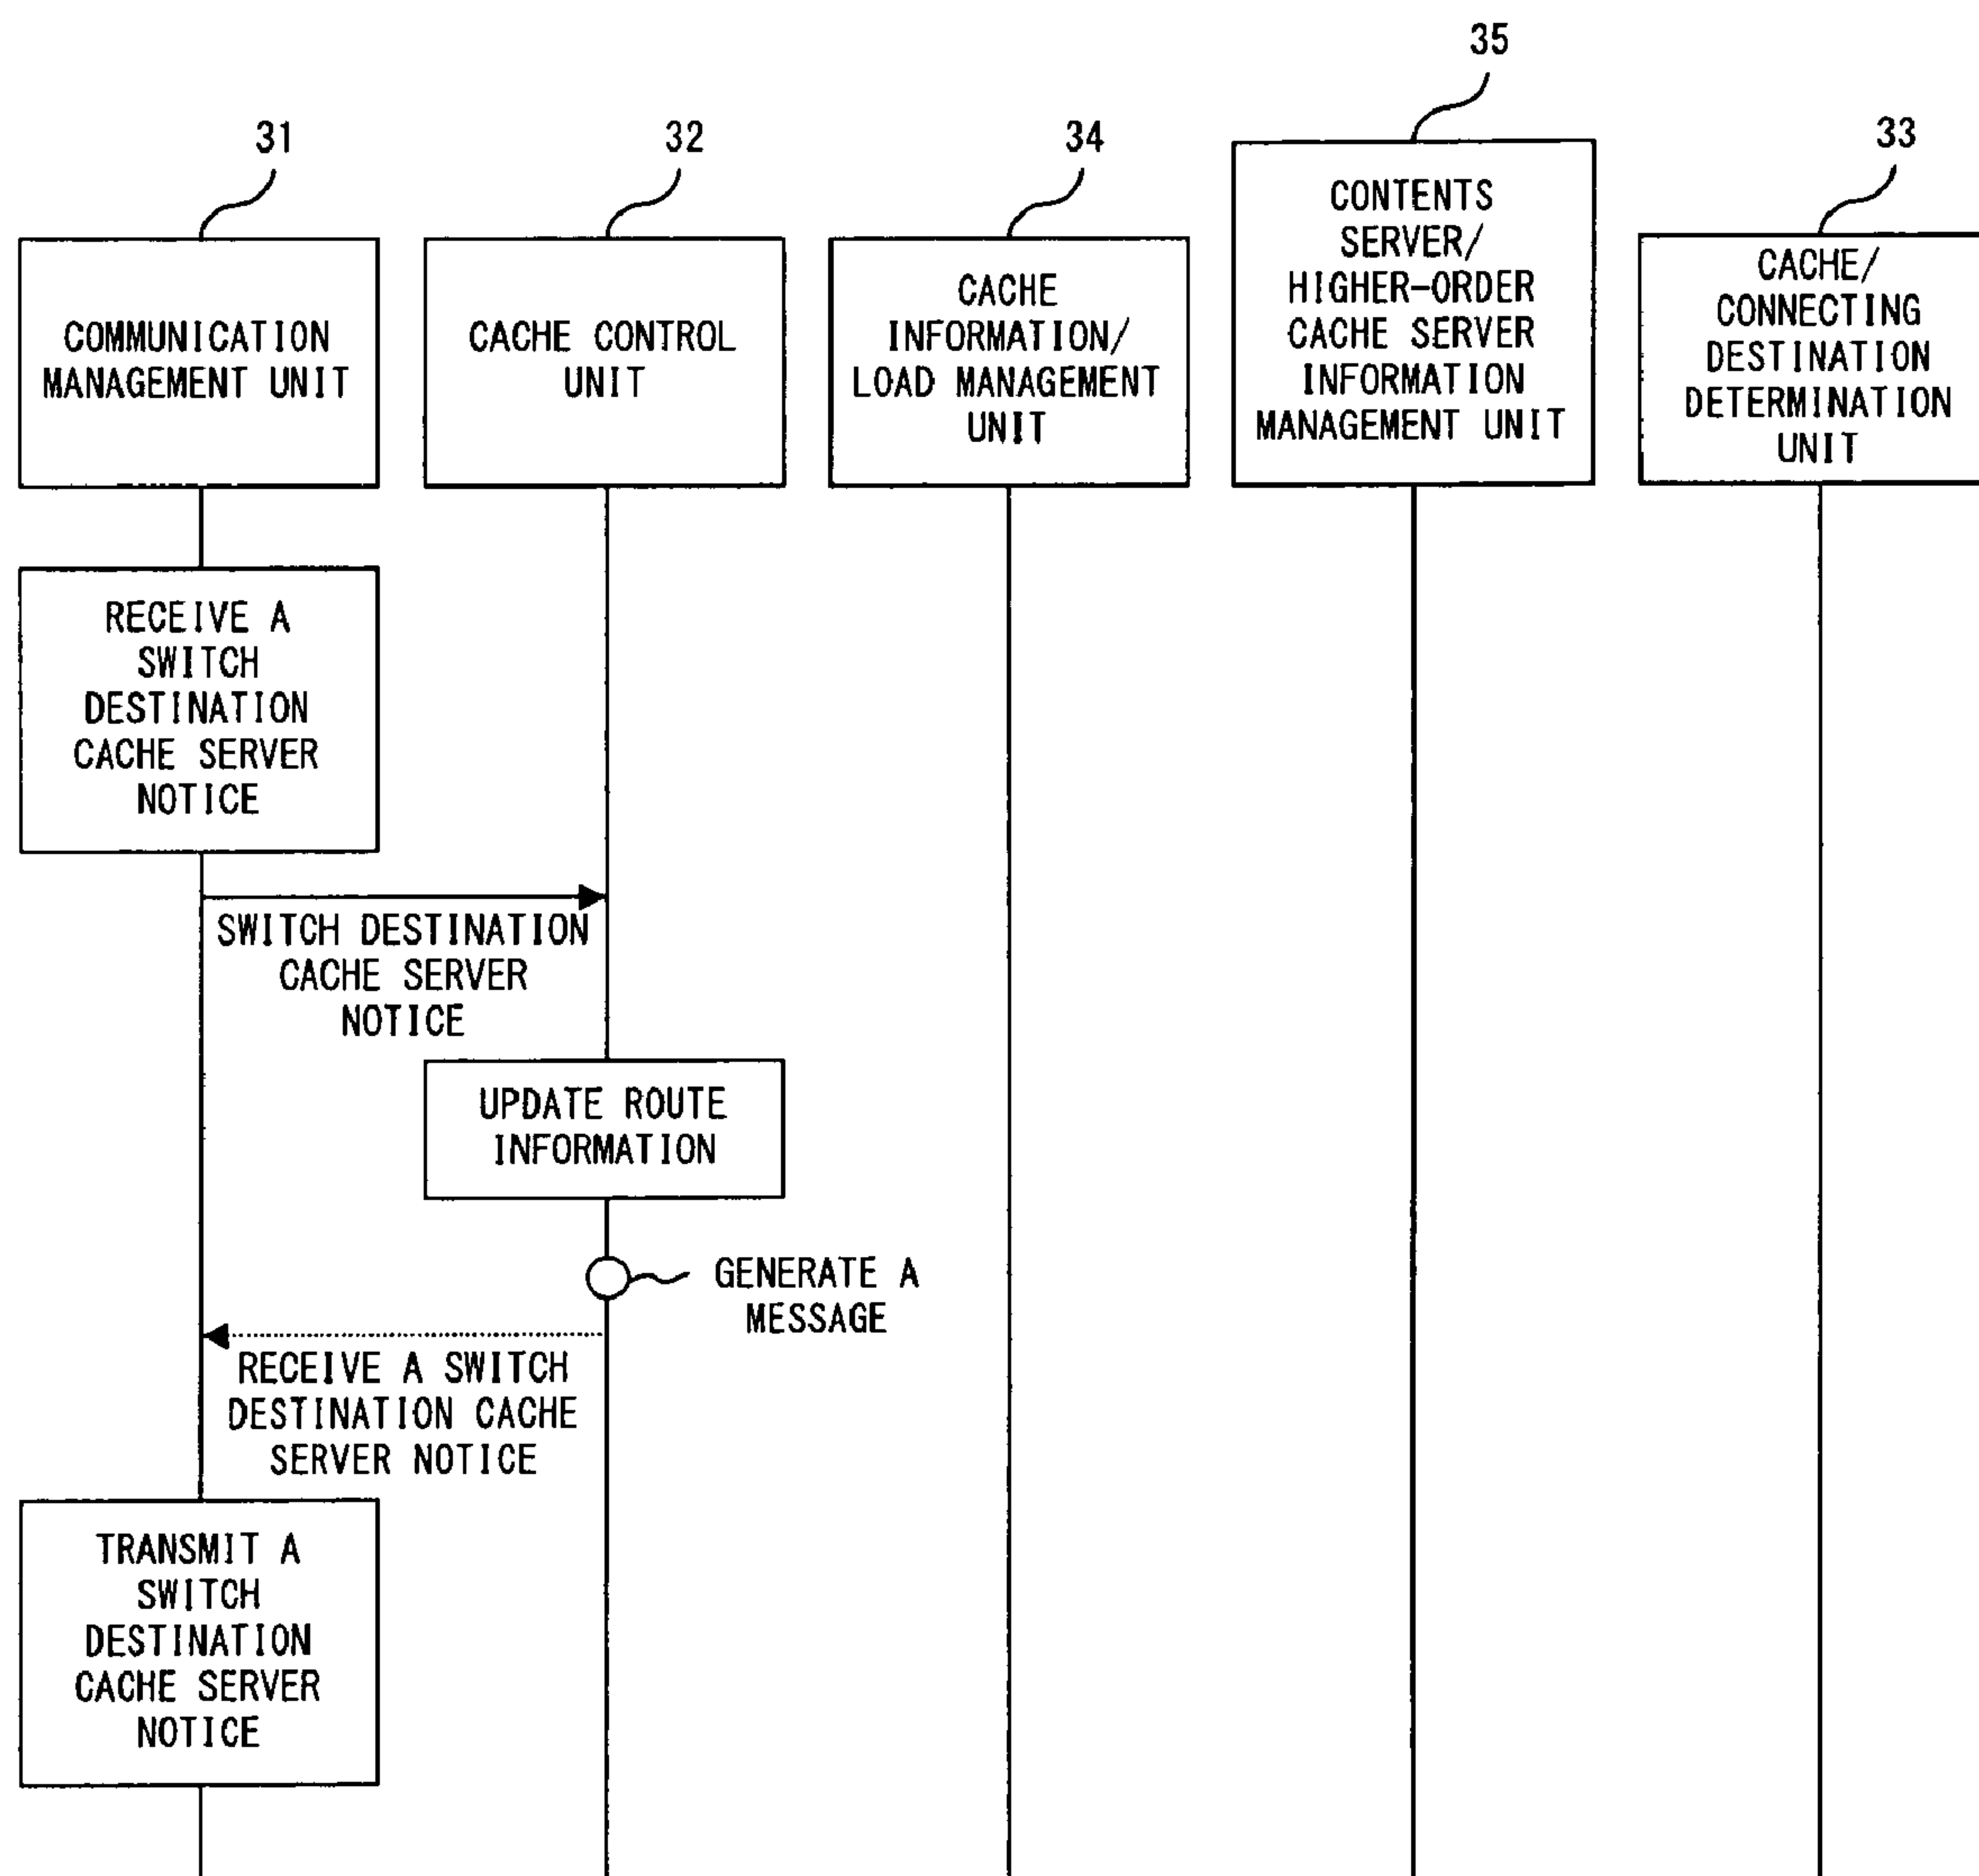 35
31
32
34
33
COMMUNICATION
MANAGEMENT UNIT
CACHE CONTROL
UNIT
CACHE
INFORMATION/
LOAD MANAGEMENT
UNIT
CONTENTS
SERVER/
HIGHER-ORDER
CACHE SERVER
INFORMATION
MANAGEMENT UNIT
CACHE/
CONNECTING
DESTINATION
DETERMINATION
UNIT
RECEIVE A
SWITCH
DESTINATION
CACHE SERVER
NOTICE
SWITCH DESTINATION
CACHE SERVER
NOTICE
UPDATE ROUTE
INFORMATION
GENERATE A
MESSAGE
RECEIVE A SWITCH
DESTINATION CACHE
SERVER NOTICE
TRANSMIT A
SWITCH
DESTINATION
CACHE SERVER
NOTICE